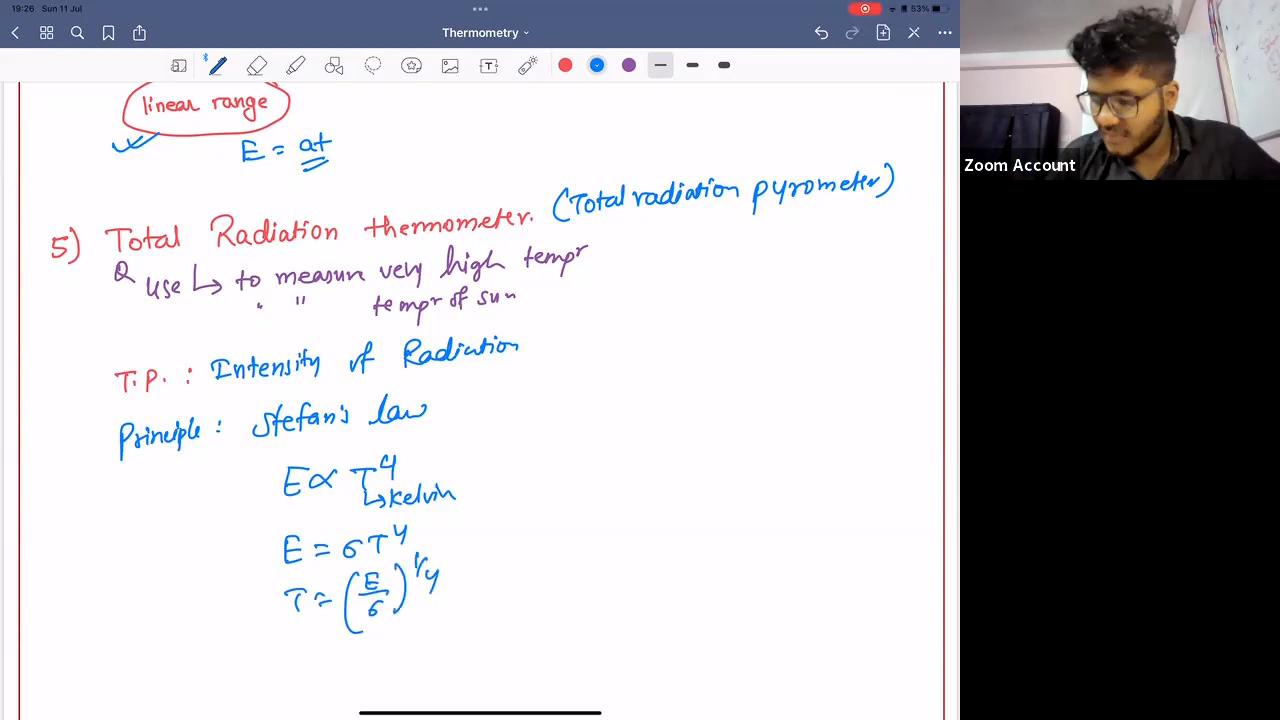 19:26 Sun 11 Jul
53%
Thermometry
linear range
E = at
5) Total Radiation thermometer. (Total radiation pyrometer)
Q use ↳ to measure very high tempr
" " tempr of sun
T.P. : Intensity of Radiation
Principle : Stefan's law
E ∝ T⁴
↳ Kelvin
E = σT⁴
T = (E/σ)^1/4
Zoom Account